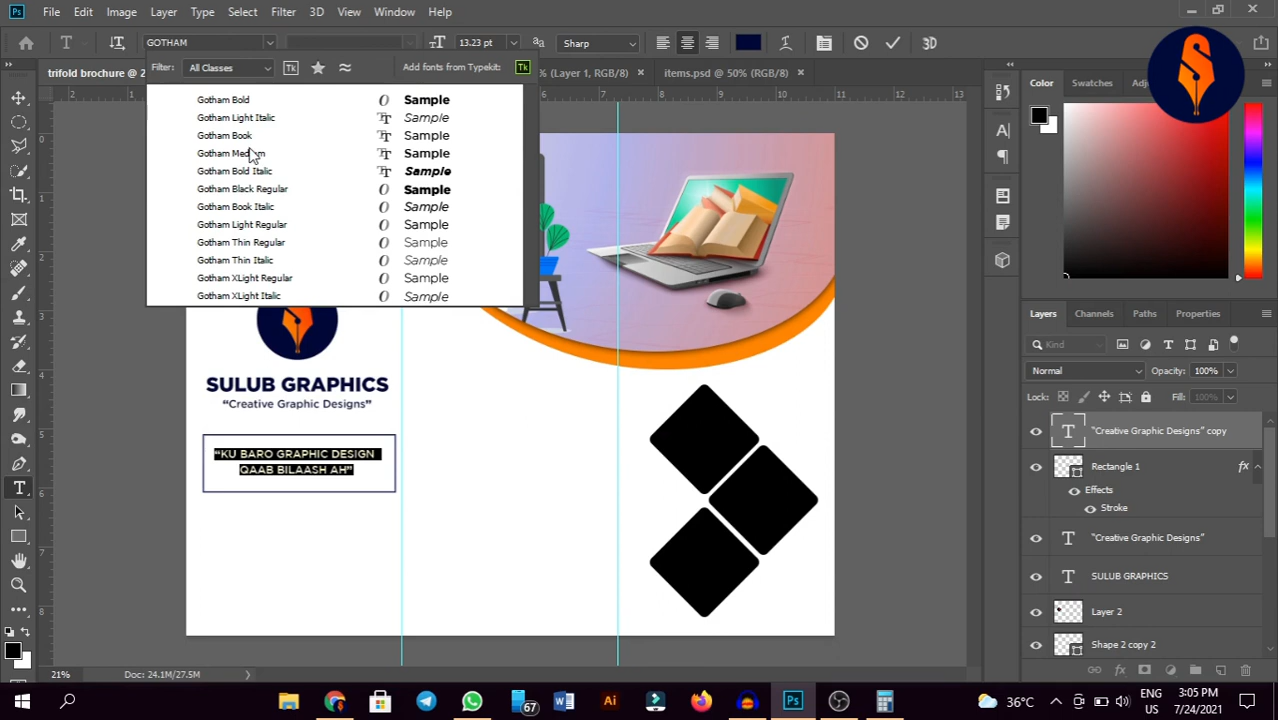 File Edit Image Layer Type Select Filter 3D View Window Help
GOTHAM 13.23 pt Sharp 3D
Filter: All Classes Add fonts from Typekit:
trifold brochure @ 2 % (Layer 1, RGB/8) × items.psd @ 50% (RGB/8) ×
Gotham Bold Sample
Gotham Light Italic Sample
Gotham Book Sample
Gotham Medium Sample
Gotham Bold Italic Sample
Gotham Black Regular Sample
Gotham Book Italic Sample
Gotham Light Regular Sample
Gotham Thin Regular Sample
Gotham Thin Italic Sample
Gotham XLight Regular Sample
Gotham XLight Italic Sample
SULUB GRAPHICS
“Creative Graphic Designs”
“KU BARO GRAPHIC DESIGN
QAAB BILAASH AH”
Color Swatches
Layers Channels Paths Properties
Kind
Normal Opacity: 100%
Lock: Fill: 100%
“Creative Graphic Designs” copy
Rectangle 1 fx
Effects
Stroke
“Creative Graphic Designs”
SULUB GRAPHICS
Layer 2
Shape 2 copy 2
21% Doc: 24.1M/27.5M
67
36°C
ENG
US
3:05 PM
7/24/2021